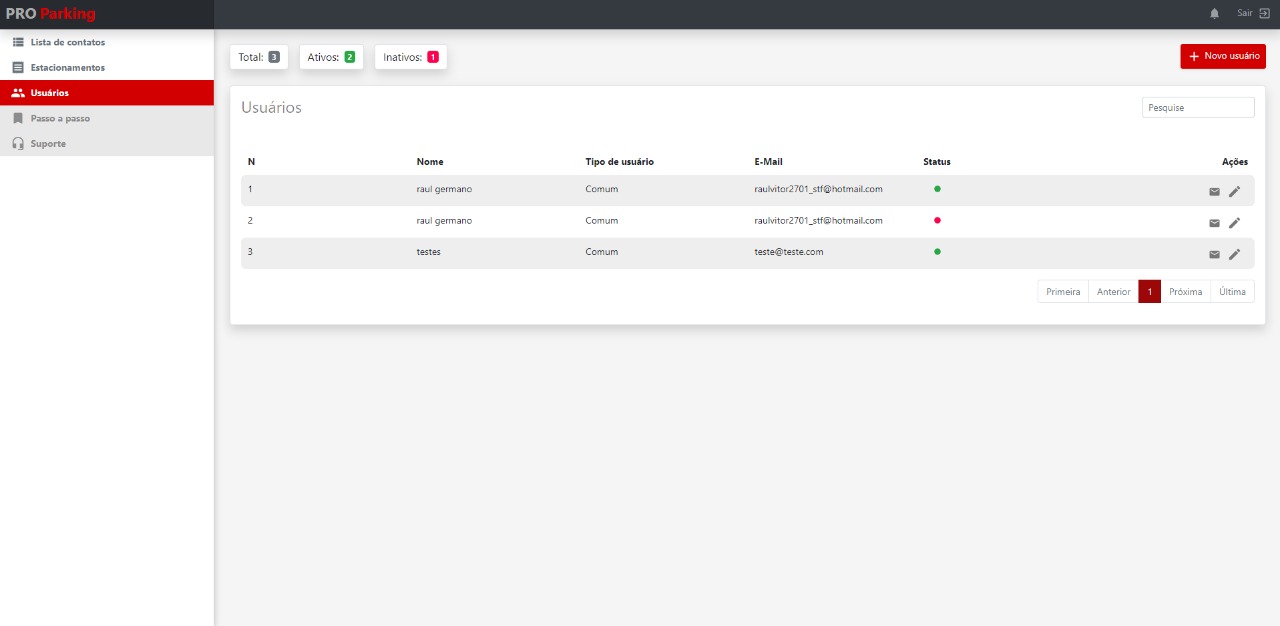 PRO Parking
Sair
Lista de contatos
Estacionamentos
Usuários
Passo a passo
Suporte
Total: 3
Ativos: 2
Inativos: 1
Novo usuário
Usuários
Pesquise
N Nome Tipo de usuário E-Mail Status Ações
1 raul germano Comum raulvitor2701_stf@hotmail.com
2 raul germano Comum raulvitor2701_stf@hotmail.com
3 testes Comum teste@teste.com
Primeira Anterior 1 Próxima Última